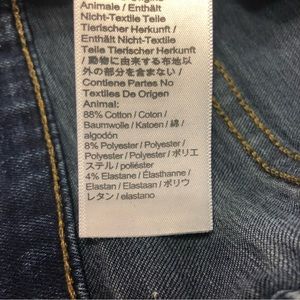 Animale / Enthält
Nicht-Textile Teile
Tierischer Herkunft /
Enthält Nicht-Textile
Teile Tierischer Herkunft
/ 動物に由来する布地以
外の部分を含まない /
Contiene Partes No
Textiles De Origen
Animal:
88% Cotton / Coton /
Baumwolle / Katoen / 綿 /
algodón
8% Polyester / Polyester /
Polyester / Polyester / ポリエ
ステル / poliéster
4% Elastane / Élasthanne /
Elastan / Elastaan / ポリウ
レタン / elastano